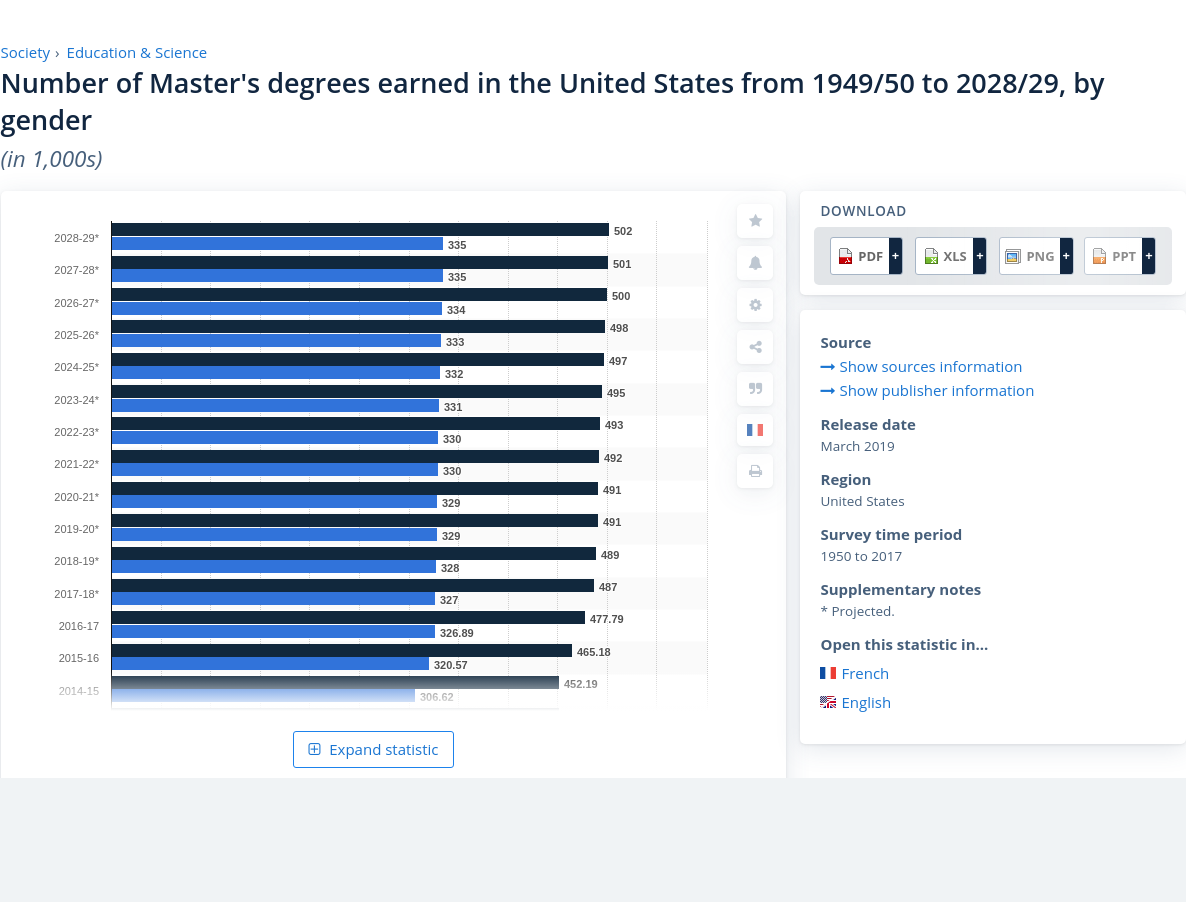 Society › Education & Science
Number of Master's degrees earned in the United States from 1949/50 to 2028/29, by
gender
(in 1,000s)
2028-29*
502
335
2027-28*
501
335
2026-27*
500
334
2025-26*
498
333
2024-25*
497
332
2023-24*
495
331
2022-23*
493
330
2021-22*
492
330
2020-21*
491
329
2019-20*
491
329
2018-19*
489
328
2017-18*
487
327
2016-17
477.79
326.89
2015-16
465.18
320.57
2014-15
452.19
306.62
Expand statistic
DOWNLOAD
PDF + XLS + PNG + PPT +
Source
Show sources information
Show publisher information
Release date
March 2019
Region
United States
Survey time period
1950 to 2017
Supplementary notes
* Projected.
Open this statistic in...
French
English